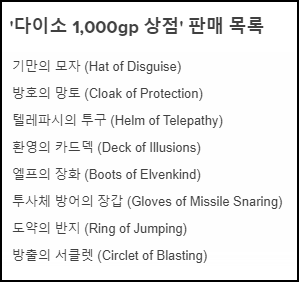 '다이소 1,000gp 상점' 판매 목록
기만의 모자 (Hat of Disguise)
방호의 망토 (Cloak of Protection)
텔레파시의 투구 (Helm of Telepathy)
환영의 카드덱 (Deck of Illusions)
엘프의 장화 (Boots of Elvenkind)
투사체 방어의 장갑 (Gloves of Missile Snaring)
도약의 반지 (Ring of Jumping)
방출의 서클렛 (Circlet of Blasting)